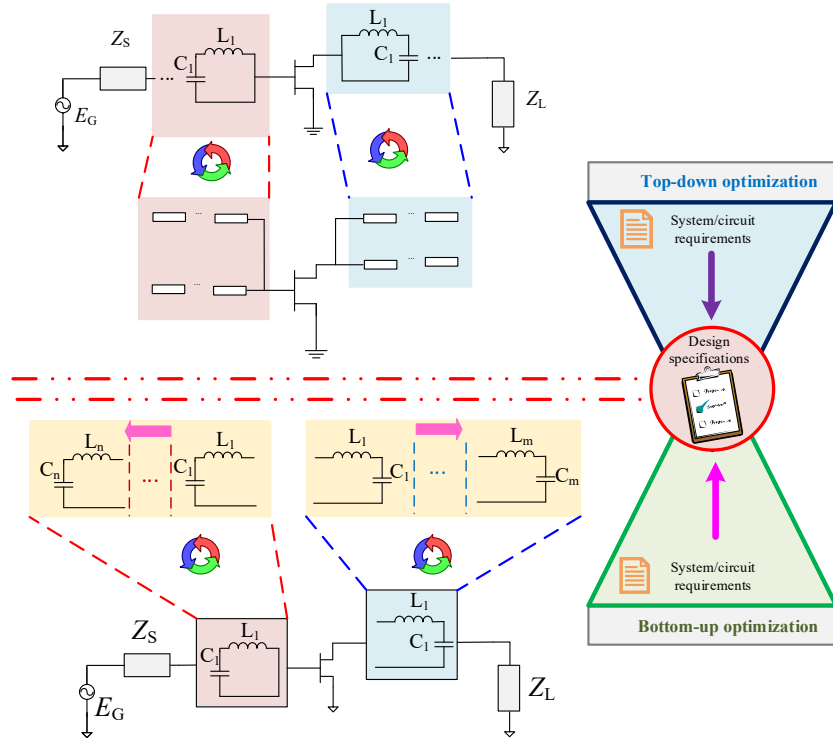 Z_S
L_1
C_1
...
E_G
L_1
C_1
...
Z_L
...
...
...
...
Top-down optimization
System/circuit
requirements
Design
specifications
Bottom-up optimization
System/circuit
requirements
L_n
C_n
...
L_1
C_1
L_1
C_1
...
L_m
C_m
Z_S
L_1
C_1
E_G
L_1
C_1
Z_L